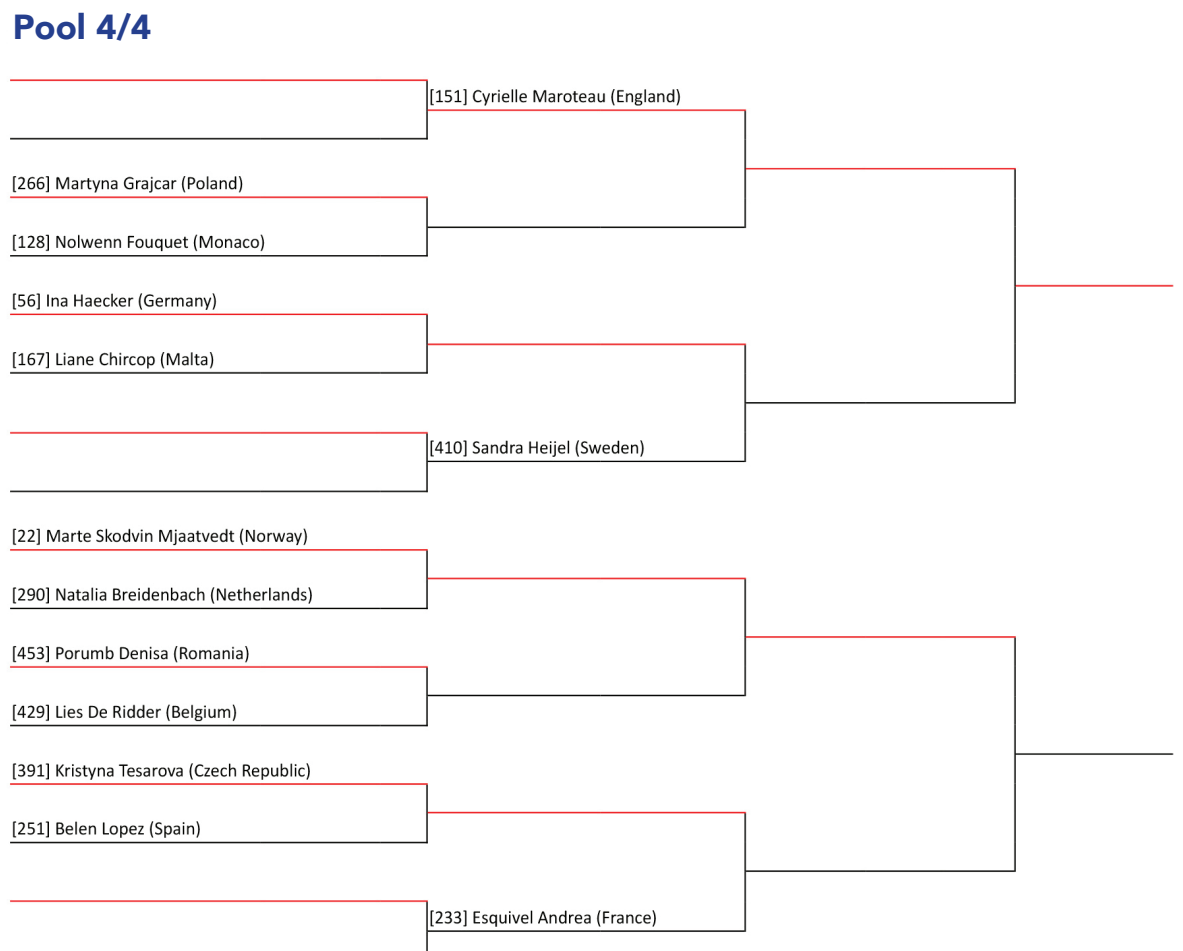 Pool 4/4
[151] Cyrielle Maroteau (England)
[266] Martyna Grajcar (Poland)
[128] Nolwenn Fouquet (Monaco)
[56] Ina Haecker (Germany)
[167] Liane Chircop (Malta)
[410] Sandra Heijel (Sweden)
[22] Marte Skodvin Mjaatvedt (Norway)
[290] Natalia Breidenbach (Netherlands)
[453] Porumb Denisa (Romania)
[429] Lies De Ridder (Belgium)
[391] Kristyna Tesarova (Czech Republic)
[251] Belen Lopez (Spain)
[233] Esquivel Andrea (France)